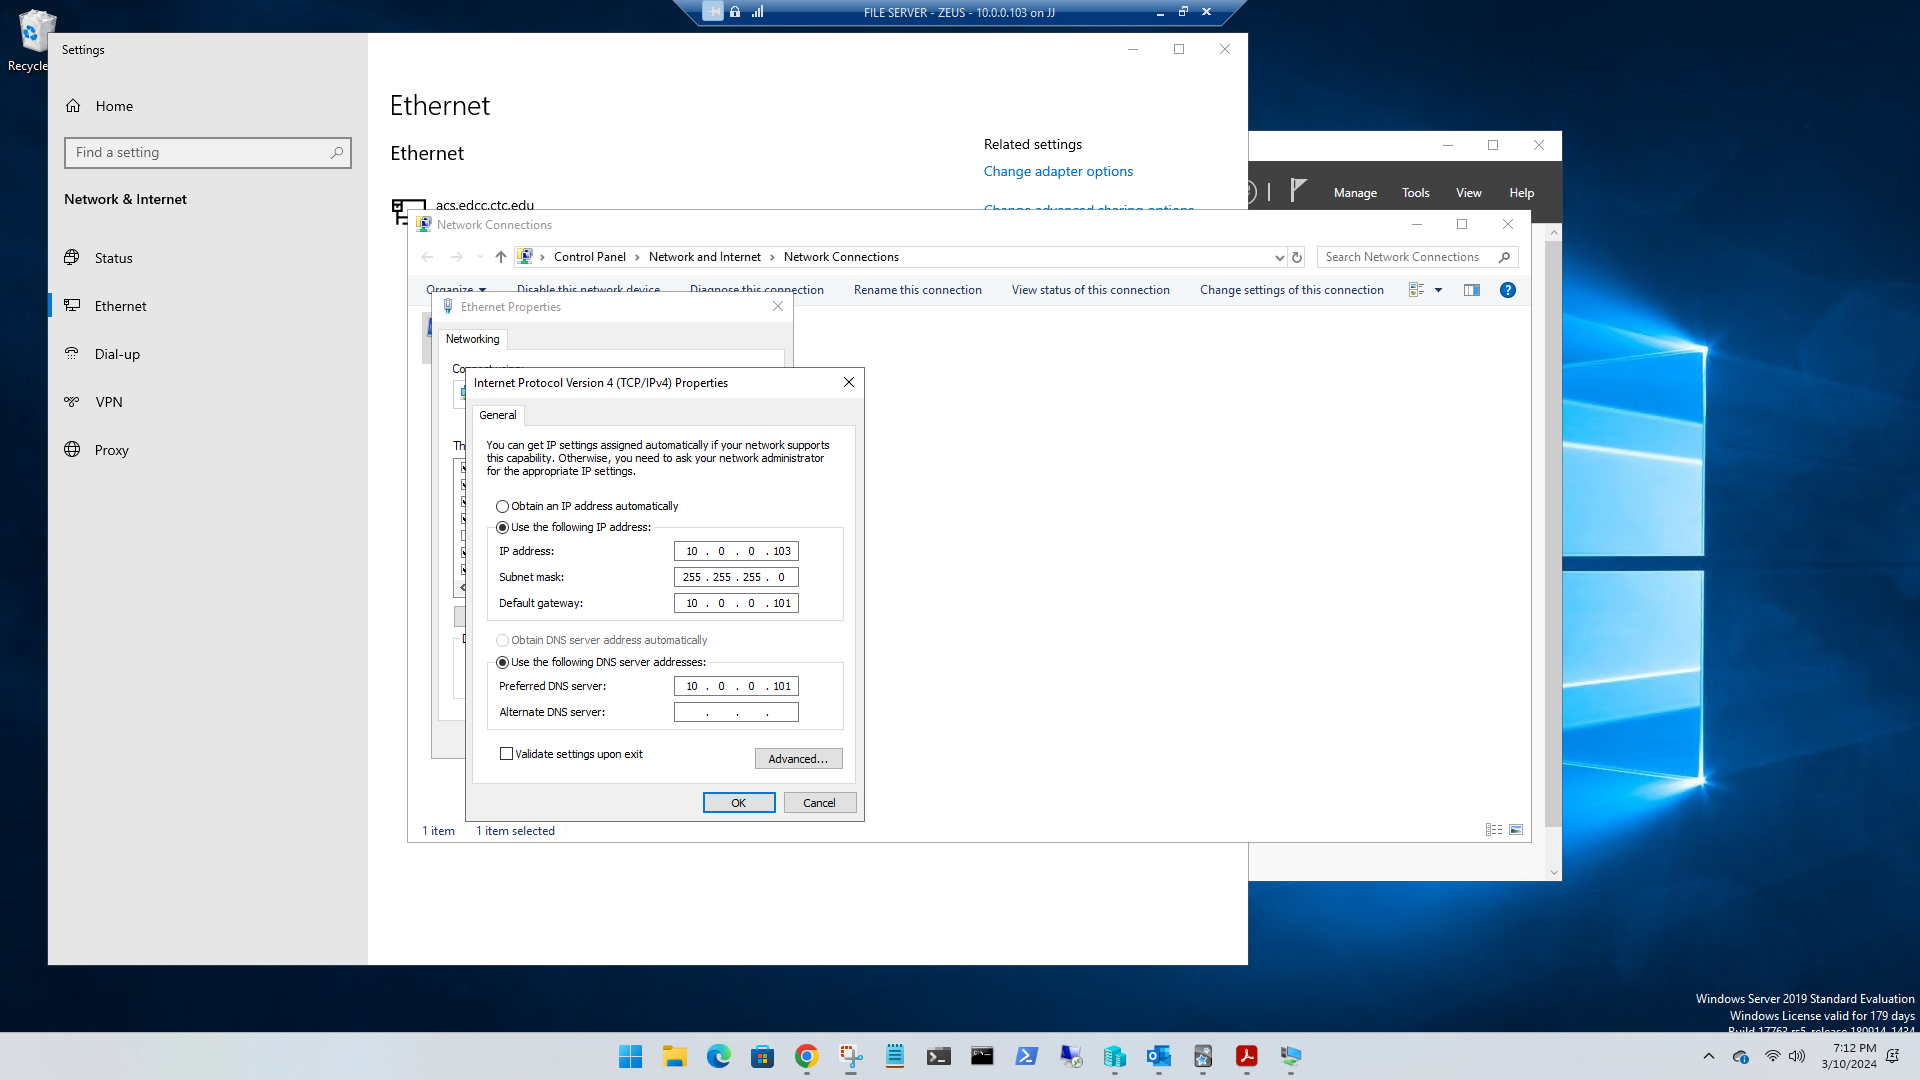 FILE SERVER - ZEUS - 10.0.0.103 on JJ
Recycle
Settings
Home
Find a setting
Network & Internet
Status
Ethernet
Dial-up
VPN
Proxy
Ethernet
Ethernet
acs.edcc.ctc.edu
Related settings
Change adapter options
Change advanced sharing options
Manage
Tools
View
Help
Network Connections
Control Panel > Network and Internet > Network Connections
Search Network Connections
Organize
Disable this network device
Diagnose this connection
Rename this connection
View status of this connection
Change settings of this connection
Ethernet Properties
Networking
Connect using:
Th
Internet Protocol Version 4 (TCP/IPv4) Properties
General
You can get IP settings assigned automatically if your network supports
this capability. Otherwise, you need to ask your network administrator
for the appropriate IP settings.
Obtain an IP address automatically
Use the following IP address:
IP address: 10 . 0 . 0 . 103
Subnet mask: 255 . 255 . 255 . 0
Default gateway: 10 . 0 . 0 . 101
Obtain DNS server address automatically
Use the following DNS server addresses:
Preferred DNS server: 10 . 0 . 0 . 101
Alternate DNS server: . . .
Validate settings upon exit
Advanced...
OK
Cancel
1 item
1 item selected
Windows Server 2019 Standard Evaluation
Windows License valid for 179 days
Build 17763.rs5_release.180914-1434
7:12 PM
3/10/2024